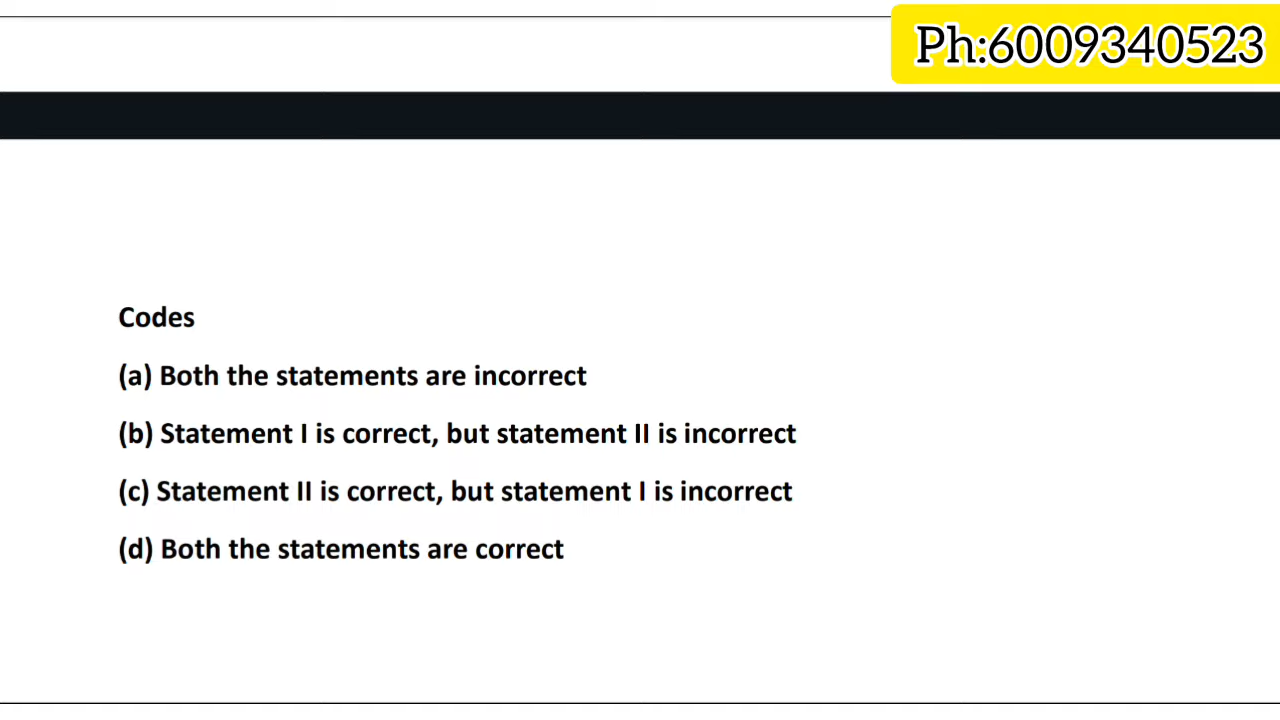 Ph:6009340523
Codes
(a) Both the statements are incorrect
(b) Statement I is correct, but statement II is incorrect
(c) Statement II is correct, but statement I is incorrect
(d) Both the statements are correct